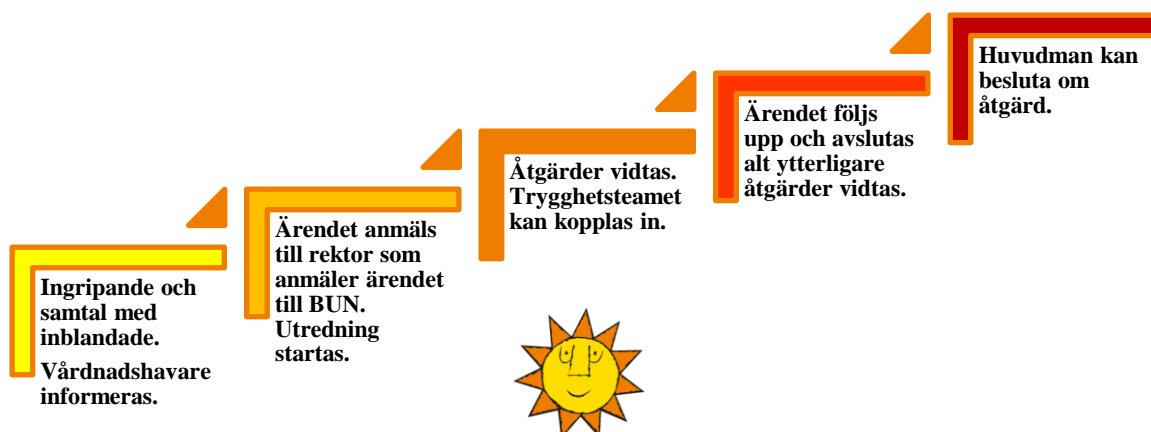 Ingripande och
samtal med
inblandade.
Vårdnadshavare
informeras.
Ärendet anmäls
till rektor som
anmäler ärendet
till BUN.
Utredning
startas.
Åtgärder vidtas.
Trygghetsteamet
kan kopplas in.
Ärendet följs
upp och avslutas
alt ytterligare
åtgärder vidtas.
Huvudman kan
besluta om
åtgärd.